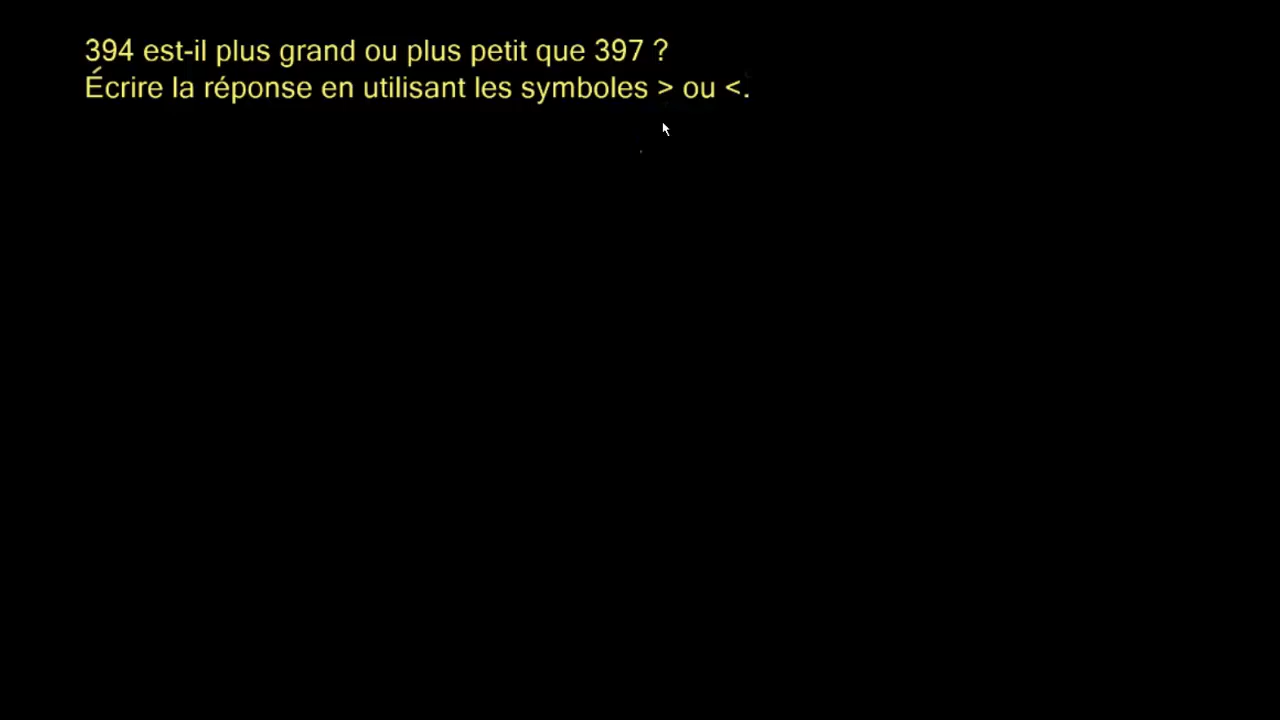 394 est-il plus grand ou plus petit que 397 ?
Écrire la réponse en utilisant les symboles > ou <.